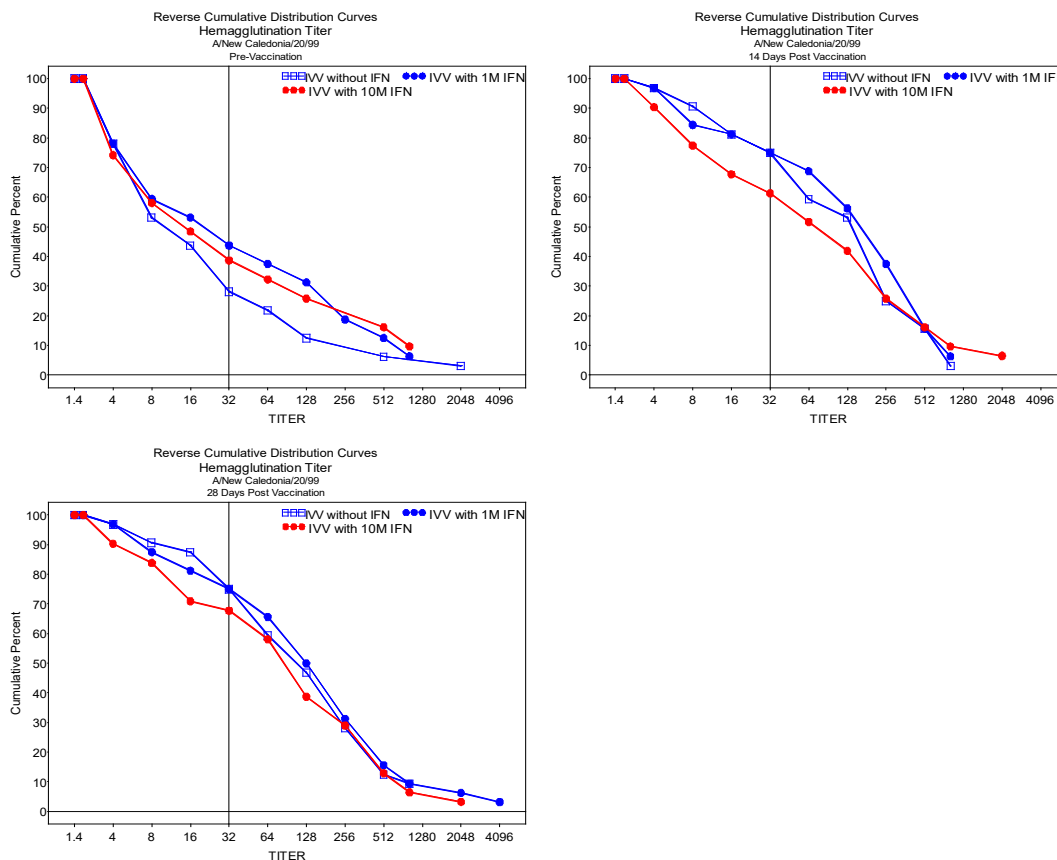 Reverse Cumulative Distribution Curves
Hemagglutination Titer
A/New Caledonia/20/99
Pre-Vaccination
IVV without IFN IVV with 1M IFN
IVV with 10M IFN
100
90
80
70
60
50
40
30
20
10
0
Cumulative Percent
1.4 4 8 16 32 64 128 256 512 1280 2048 4096
TITER
Reverse Cumulative Distribution Curves
Hemagglutination Titer
A/New Caledonia/20/99
14 Days Post Vaccination
IVV without IFN IVV with 1M IF
IVV with 10M IFN
100
90
80
70
60
50
40
30
20
10
0
Cumulative Percent
1.4 4 8 16 32 64 128 256 512 1280 2048 4096
TITER
Reverse Cumulative Distribution Curves
Hemagglutination Titer
A/New Caledonia/20/99
28 Days Post Vaccination
IVV without IFN IVV with 1M IFN
IVV with 10M IFN
100
90
80
70
60
50
40
30
20
10
0
Cumulative Percent
1.4 4 8 16 32 64 128 256 512 1280 2048 4096
TITER